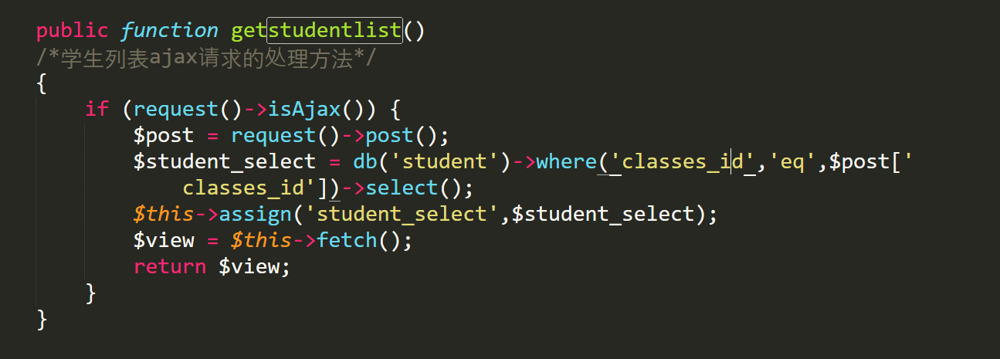 public function getstudentlist()
/*学生列表ajax请求的处理方法*/
{
    if (request()->isAjax()) {
        $post = request()->post();
        $student_select = db('student')->where('classes_id','eq',$post['
            classes_id'])->select();
        $this->assign('student_select',$student_select);
        $view = $this->fetch();
        return $view;
    }
}